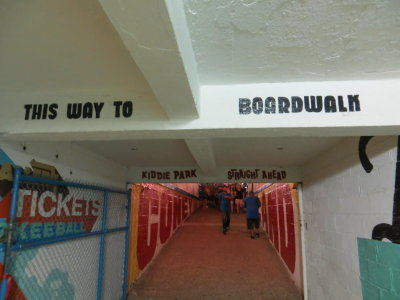 THIS WAY TO BOARDWALK
KIDDIE PARK STRAIGHT AHEAD
TICKETS
SKEEBALL